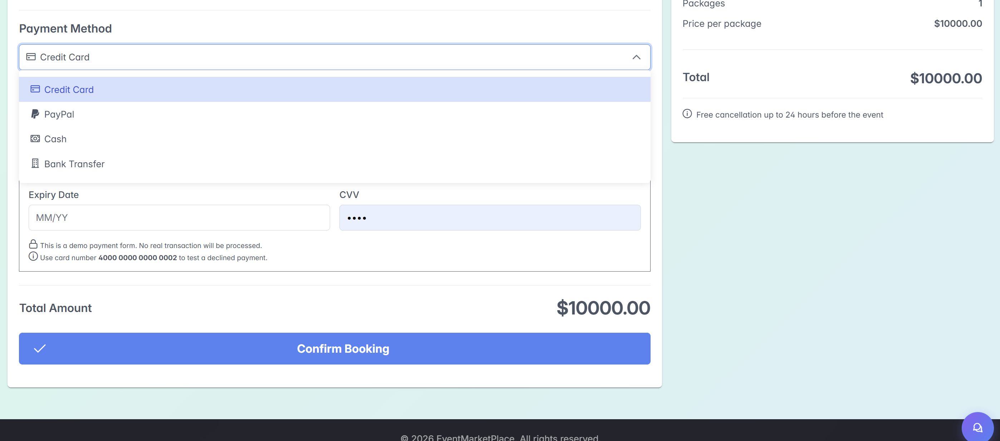 Payment Method
Credit Card
Credit Card
PayPal
Cash
Bank Transfer
Expiry Date
CVV
MM/YY
••••
This is a demo payment form. No real transaction will be processed.
Use card number 4000 0000 0000 0002 to test a declined payment.
Total Amount
$10000.00
Confirm Booking
Packages
1
Price per package
$10000.00
Total
$10000.00
Free cancellation up to 24 hours before the event
© 2026 EventMarketPlace. All rights reserved.